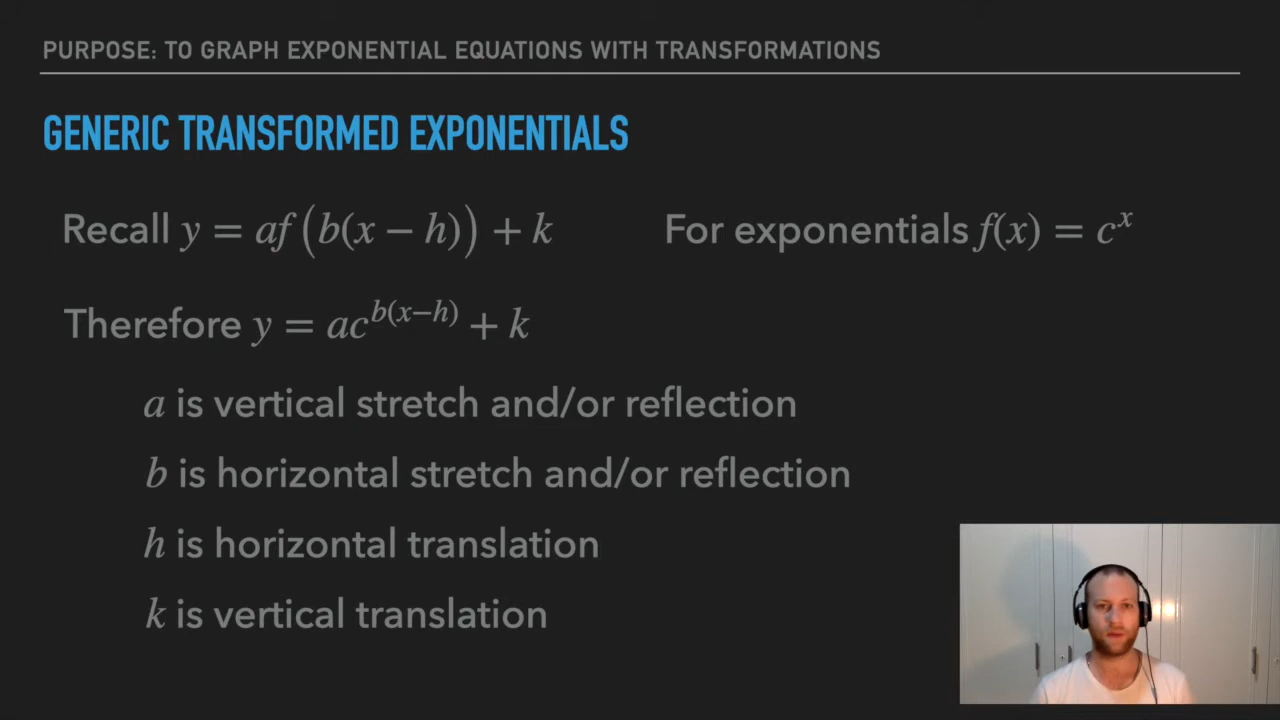 PURPOSE: TO GRAPH EXPONENTIAL EQUATIONS WITH TRANSFORMATIONS
GENERIC TRANSFORMED EXPONENTIALS
Recall y = af(b(x − h)) + k
For exponentials f(x) = c^x
Therefore y = ac^{b(x−h)} + k
a is vertical stretch and/or reflection
b is horizontal stretch and/or reflection
h is horizontal translation
k is vertical translation